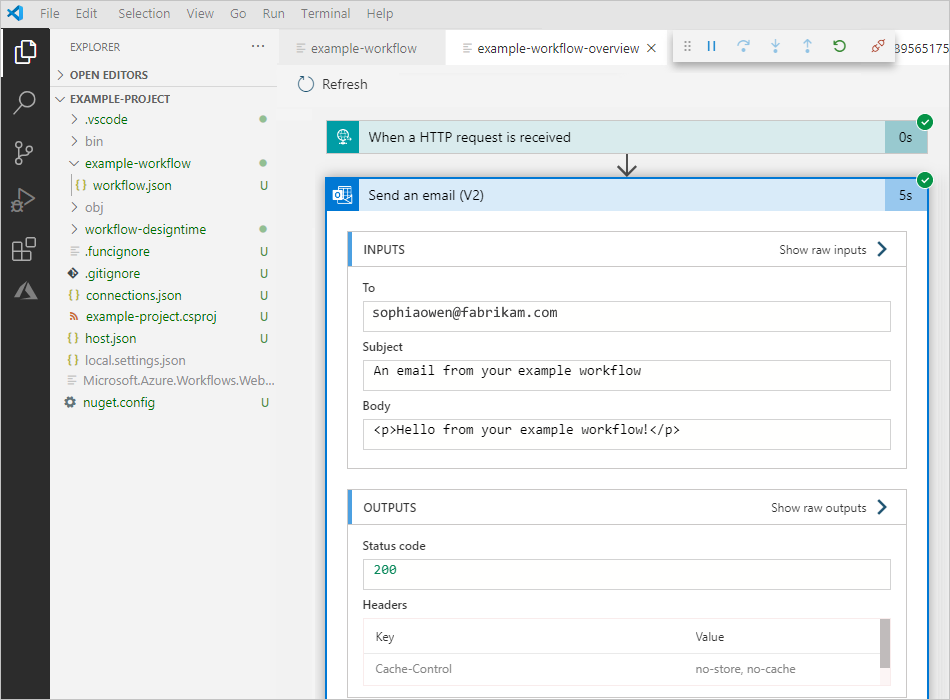 File Edit Selection View Go Run Terminal Help
EXPLORER ...
OPEN EDITORS
EXAMPLE-PROJECT
.vscode
bin
example-workflow
{} workflow.json U
obj
workflow-designtime
.funcignore U
.gitignore U
{} connections.json U
example-project.csproj U
{} host.json U
{} local.settings.json
Microsoft.Azure.Workflows.Web...
nuget.config U
example-workflow example-workflow-overview 39565175
Refresh
When a HTTP request is received 0s
Send an email (V2) 5s
INPUTS Show raw inputs
To
sophiaowen@fabrikam.com
Subject
An email from your example workflow
Body
<p>Hello from your example workflow!</p>
OUTPUTS Show raw outputs
Status code
200
Headers
Key Value
Cache-Control no-store, no-cache